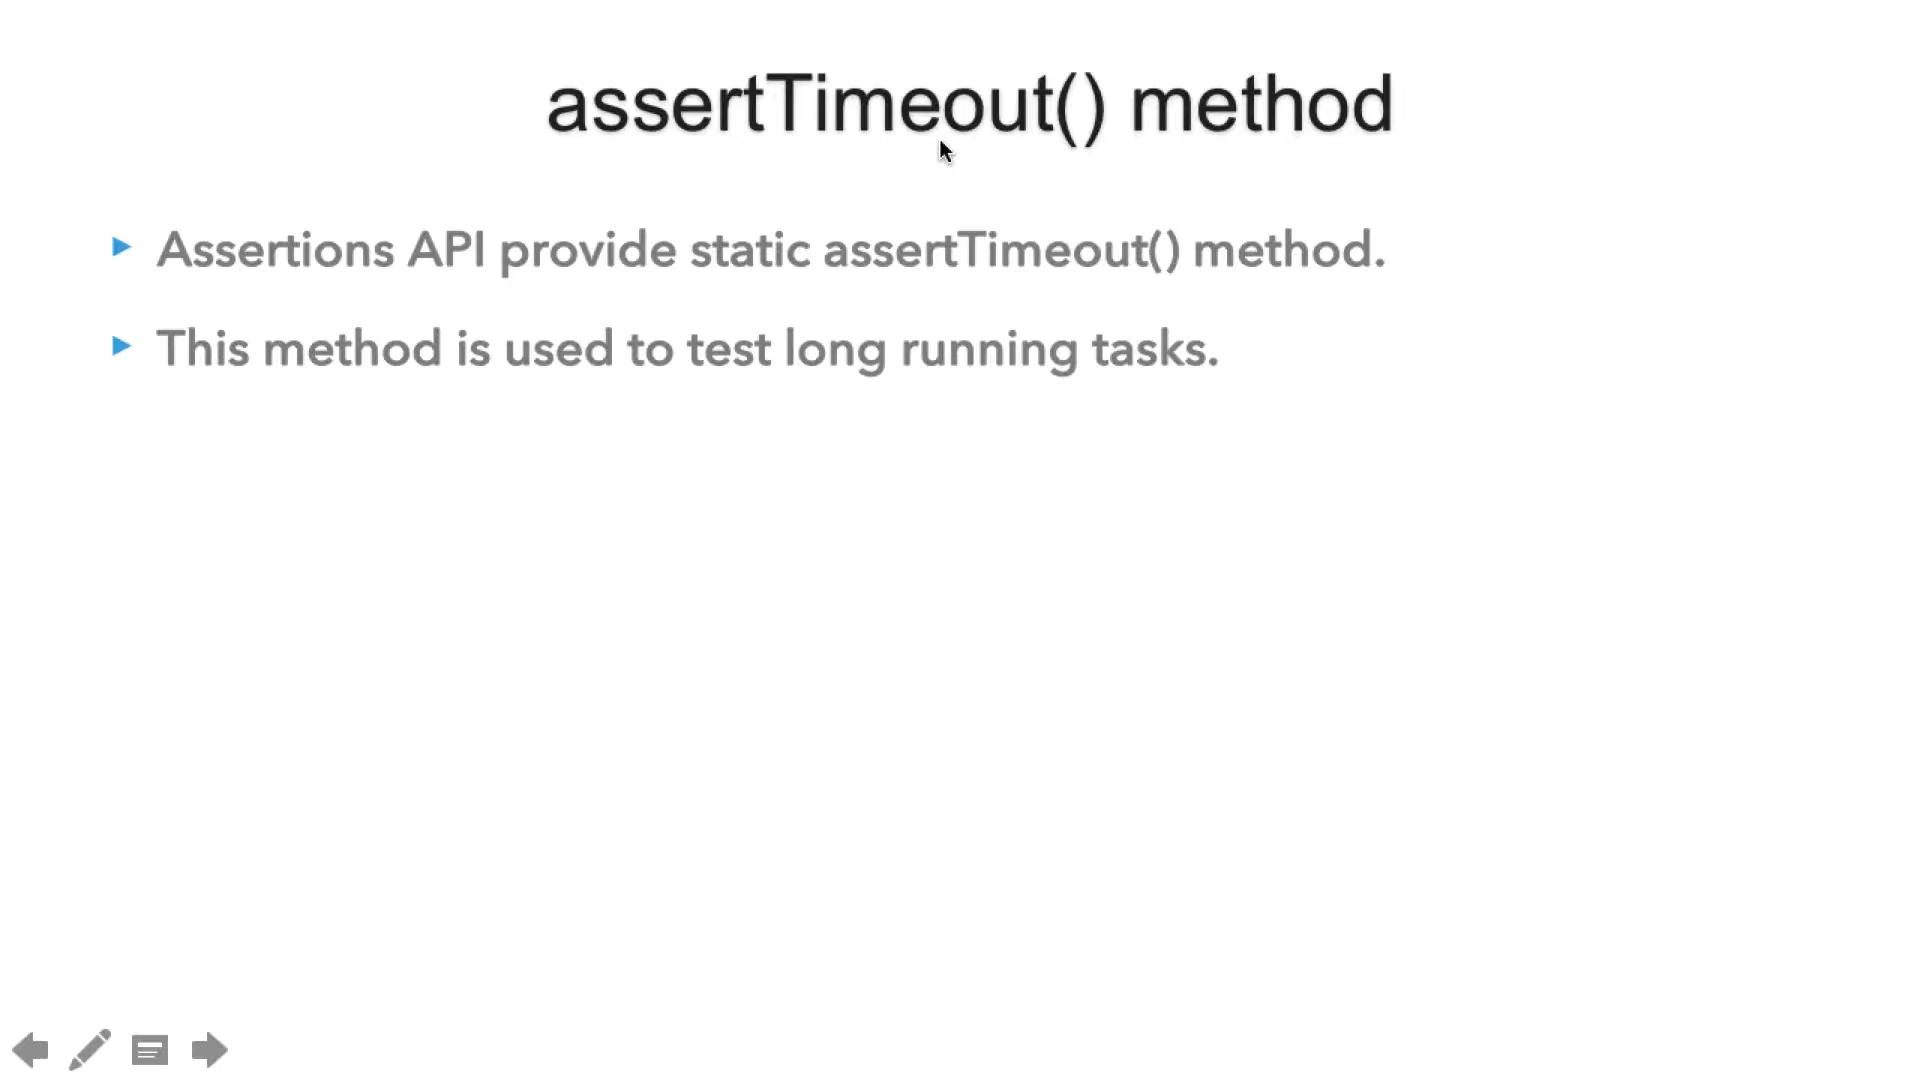 assertTimeout() method
Assertions API provide static assertTimeout() method.
This method is used to test long running tasks.